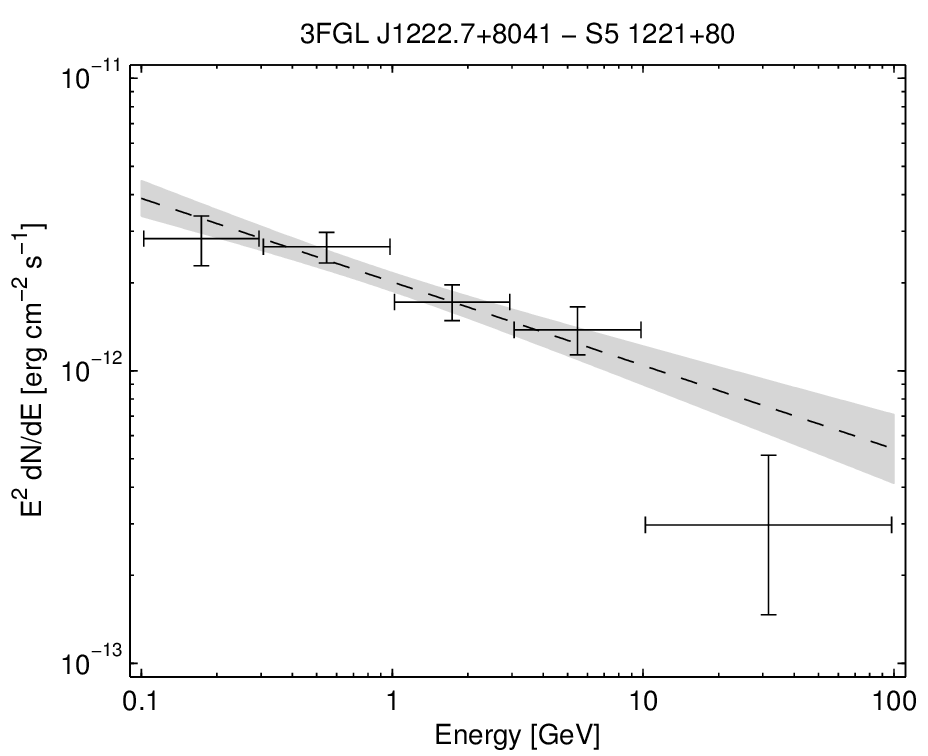 3FGL J1222.7+8041 − S5 1221+80
10⁻¹¹
10⁻¹²
10⁻¹³
E² dN/dE [erg cm⁻² s⁻¹]
0.1 1 10 100
Energy [GeV]